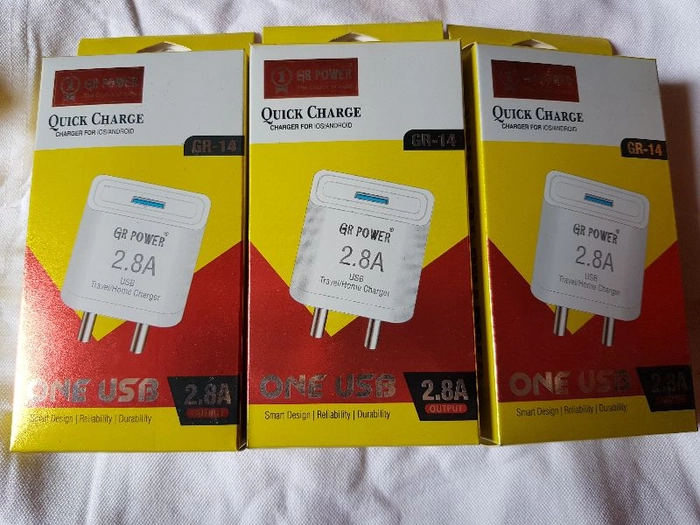 GR POWER
QUICK CHARGE
CHARGER FOR IOS/ANDROID
GR-14
GR POWER®
2.8A
USB
Travel/Home Charger
ONE USB
2.8A
OUTPUT
Smart Design | Reliability | Durability
GR POWER
QUICK CHARGE
CHARGER FOR IOS/ANDROID
GR-14
GR POWER®
2.8A
USB
Travel/Home Charger
ONE USB
2.8A
OUTPUT
Smart Design | Reliability | Durability
QUICK CHARGE
CHARGER FOR IOS/ANDROID
GR-14
GR POWER®
2.8A
USB
Travel/Home Charger
ONE USB
2.8A
Smart Design | Reliability | Durability